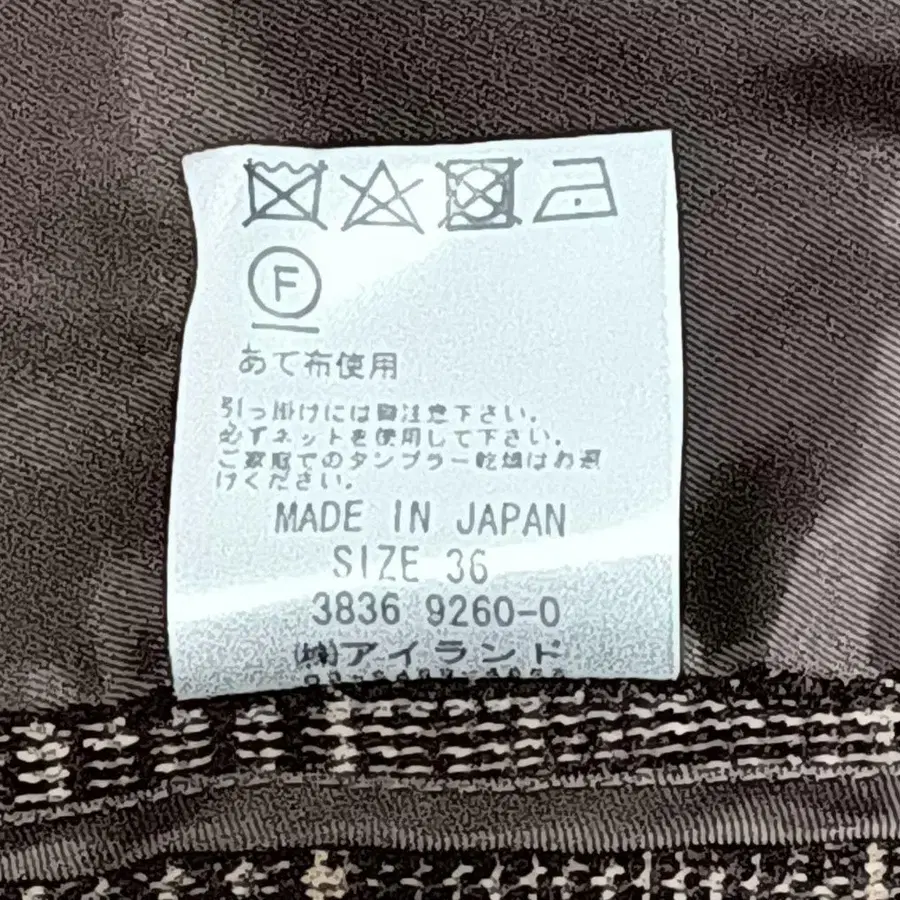 F
あて布使用
引っ掛けには御注意下さい。
必ずネットを使用して下さい。
ご家庭でのタンブラー乾燥はお避
けください。
MADE IN JAPAN
SIZE 36
3836 9260-0
㈱アイランド